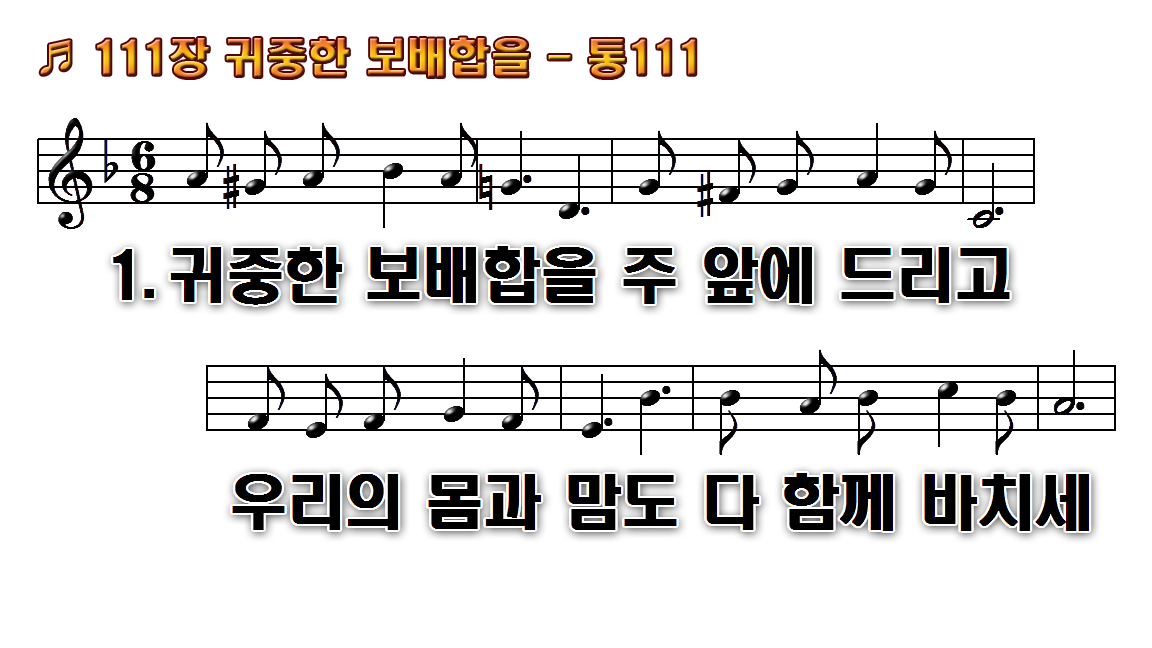 ♬ 111장 귀중한 보배합을 - 통111
6
8
1. 귀중한 보배합을 주 앞에 드리고
우리의 몸과 맘도 다 함께 바치세